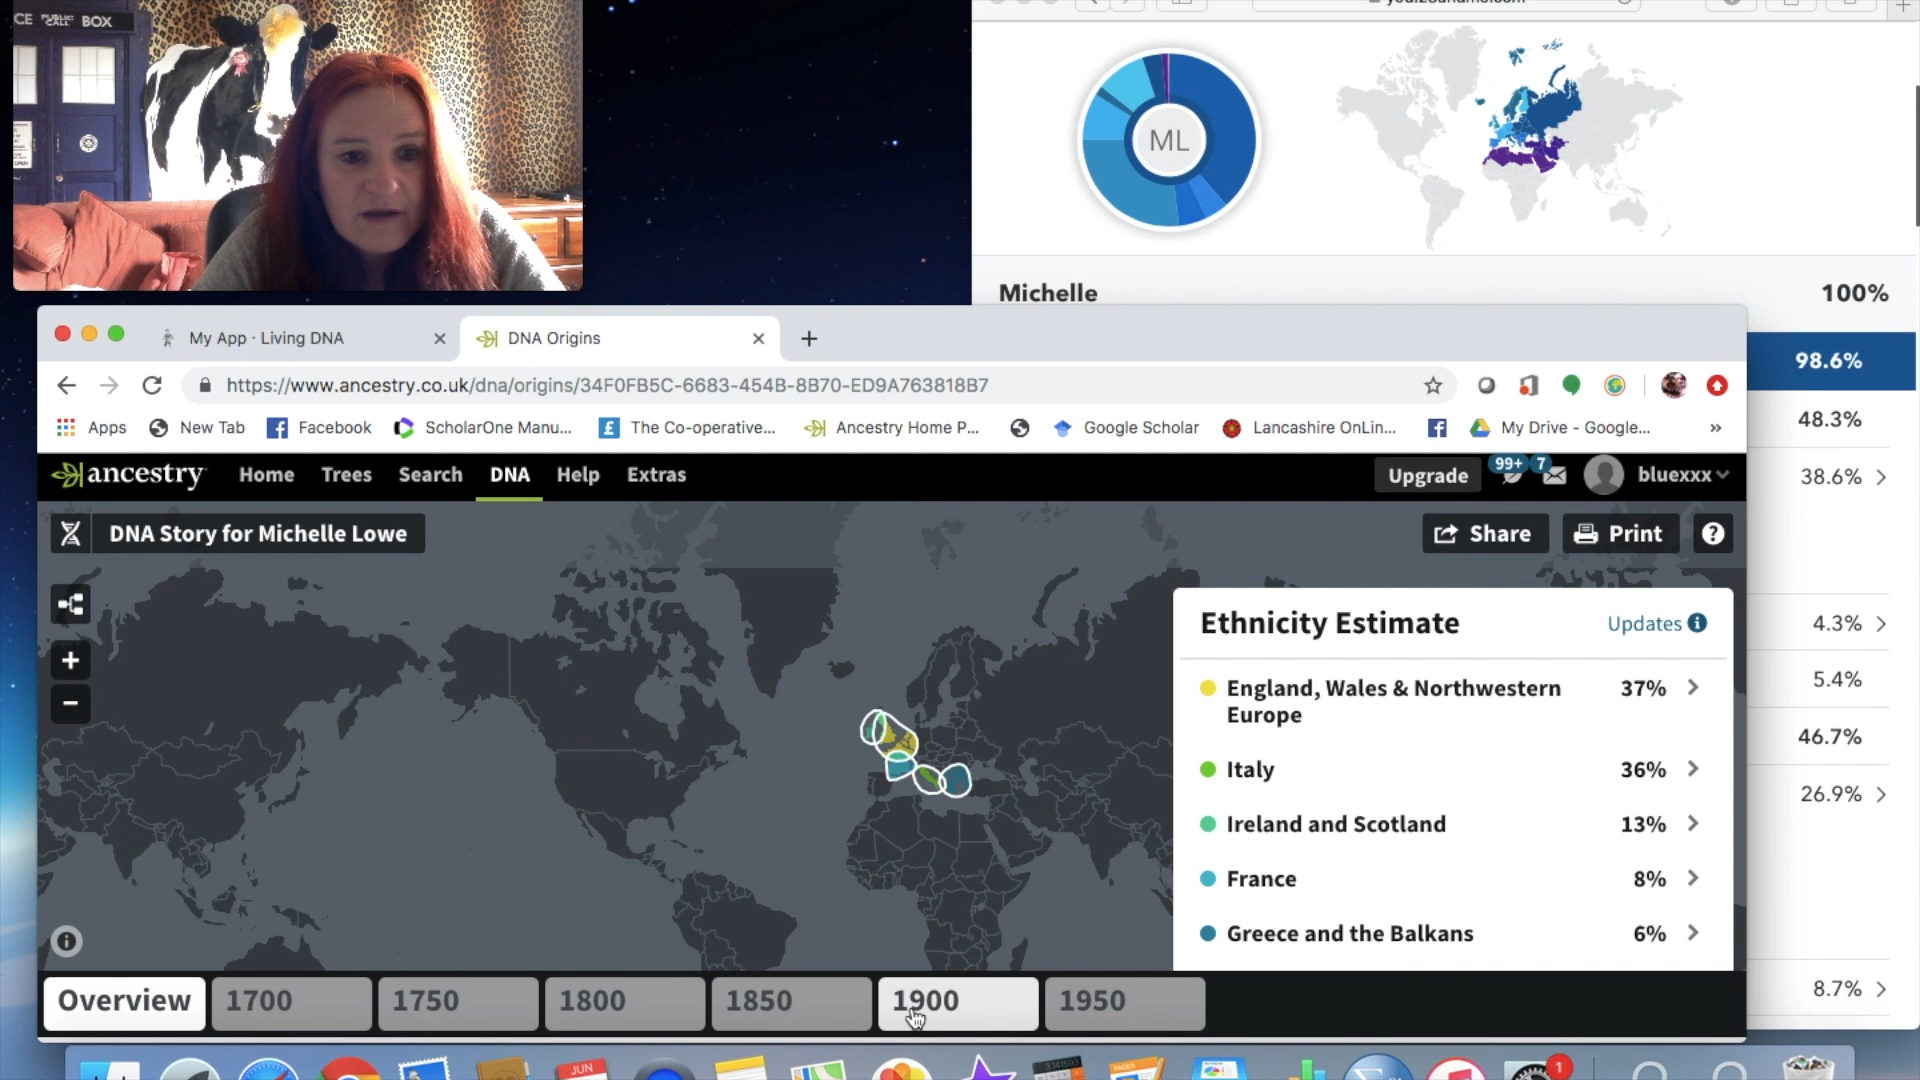 CE PUBLIC CALL BOX
ML
Michelle 100%
98.6%
48.3%
38.6%
4.3%
5.4%
46.7%
26.9%
8.7%
My App · Living DNA
DNA Origins
https://www.ancestry.co.uk/dna/origins/34F0FB5C-6683-454B-8B70-ED9A763818B7
Apps New Tab Facebook ScholarOne Manu... The Co-operative... Ancestry Home P... Google Scholar Lancashire OnLin... My Drive - Google... »
ancestry Home Trees Search DNA Help Extras Upgrade 99+ 7 bluexxx
DNA Story for Michelle Lowe Share Print ?
Ethnicity Estimate Updates
England, Wales & Northwestern 37%
Europe
Italy 36%
Ireland and Scotland 13%
France 8%
Greece and the Balkans 6%
Overview 1700 1750 1800 1850 1900 1950
JUN
PAGES
1